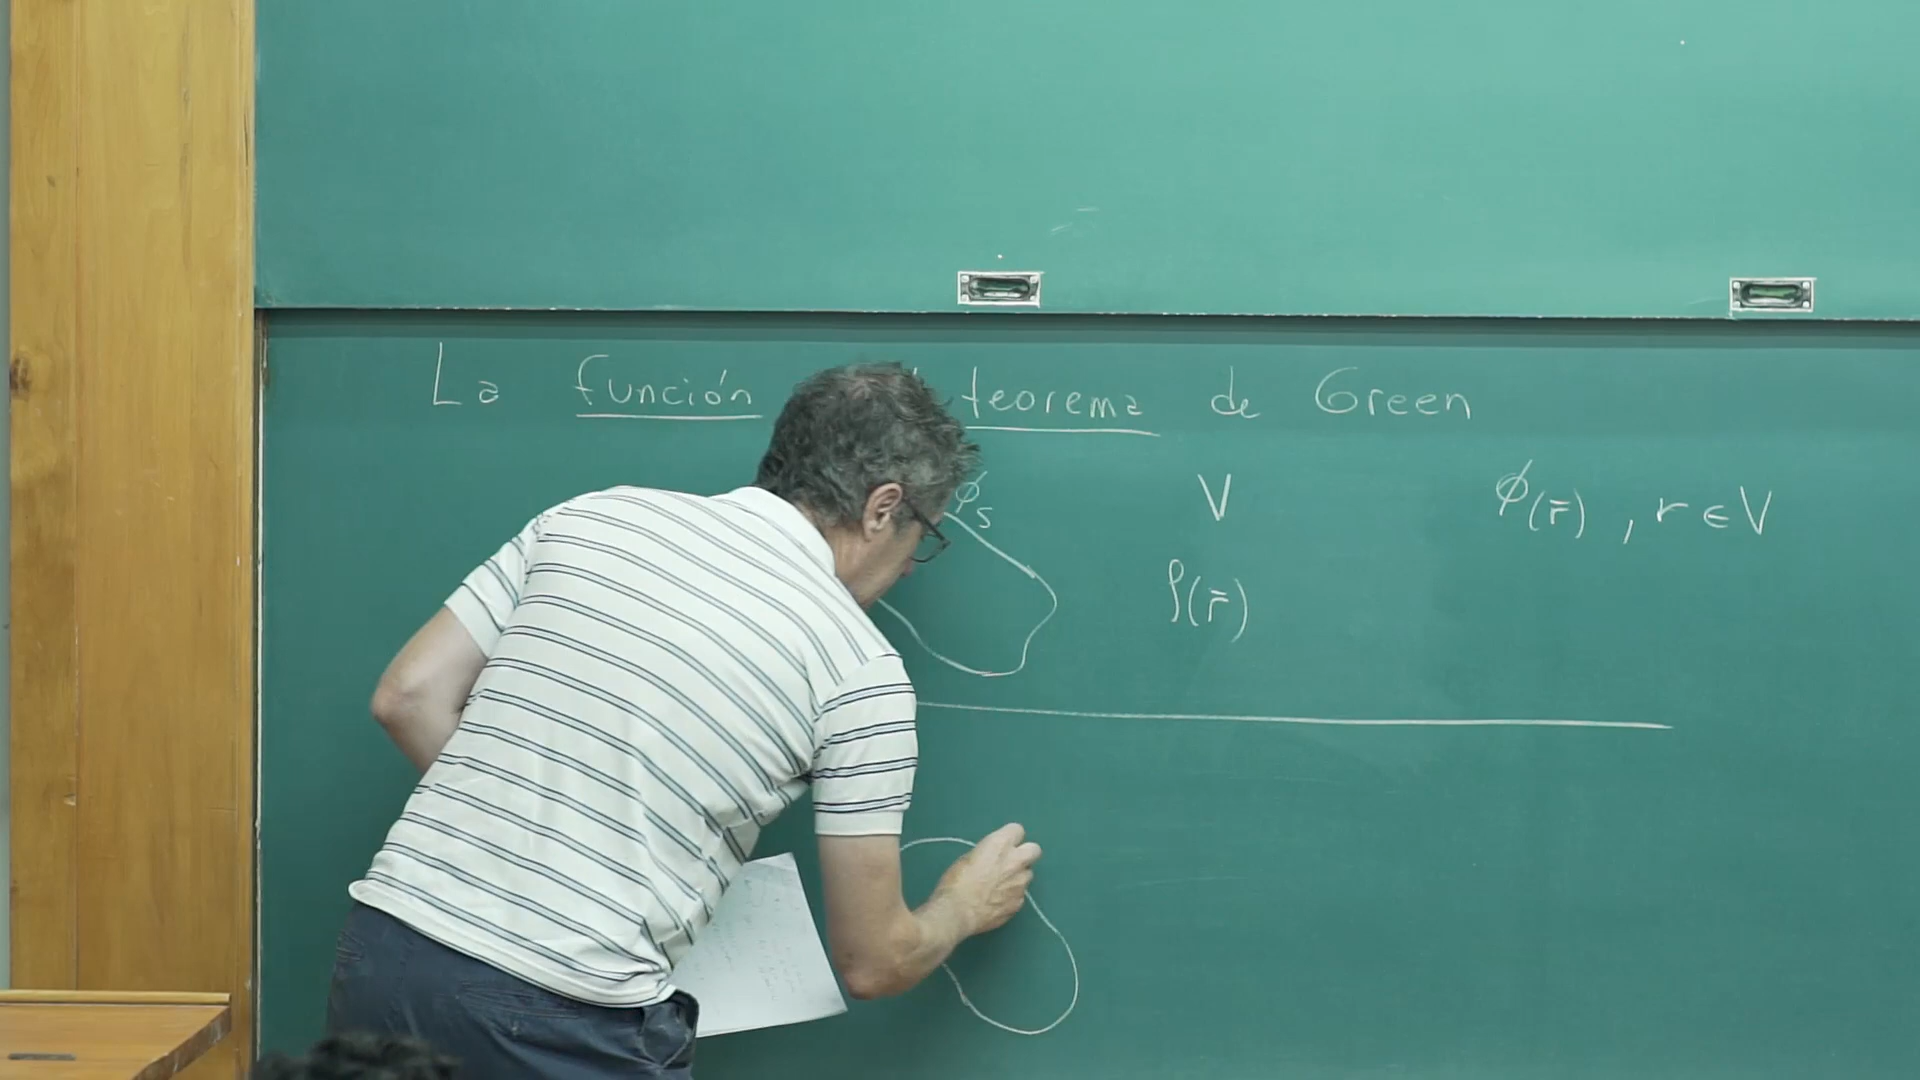 La función teorema de Green
ϕₛ V ϕ(r̄) , r ∈ V
ρ(r̄)